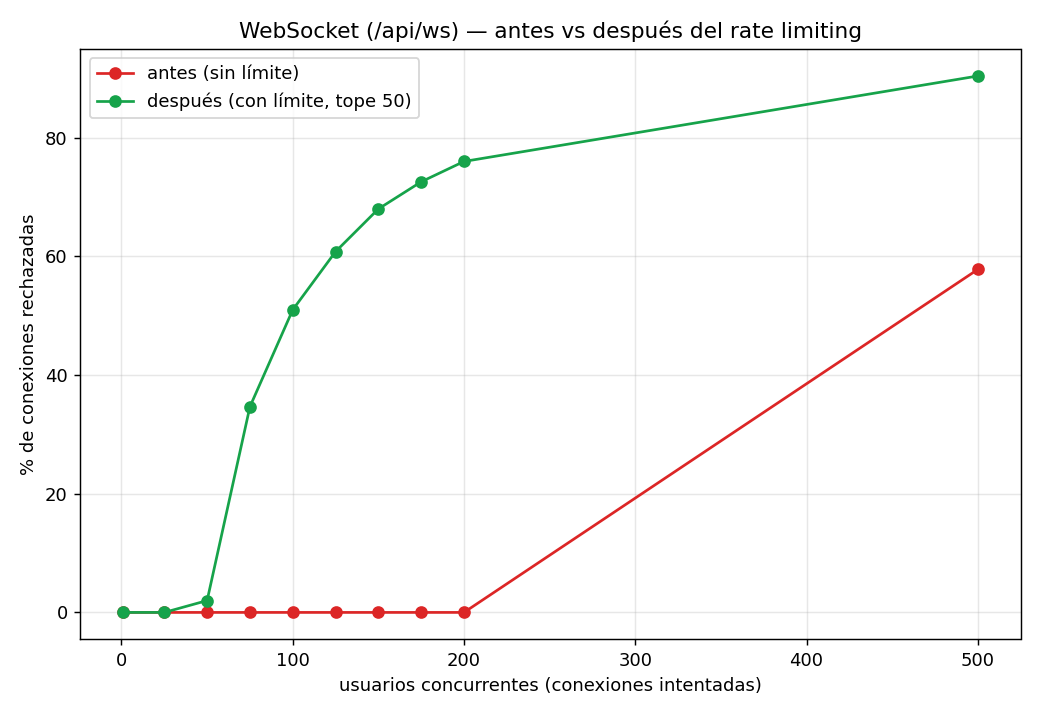 WebSocket (/api/ws) — antes vs después del rate limiting
antes (sin límite)
después (con límite, tope 50)
% de conexiones rechazadas
80
60
40
20
0
0 100 200 300 400 500
usuarios concurrentes (conexiones intentadas)